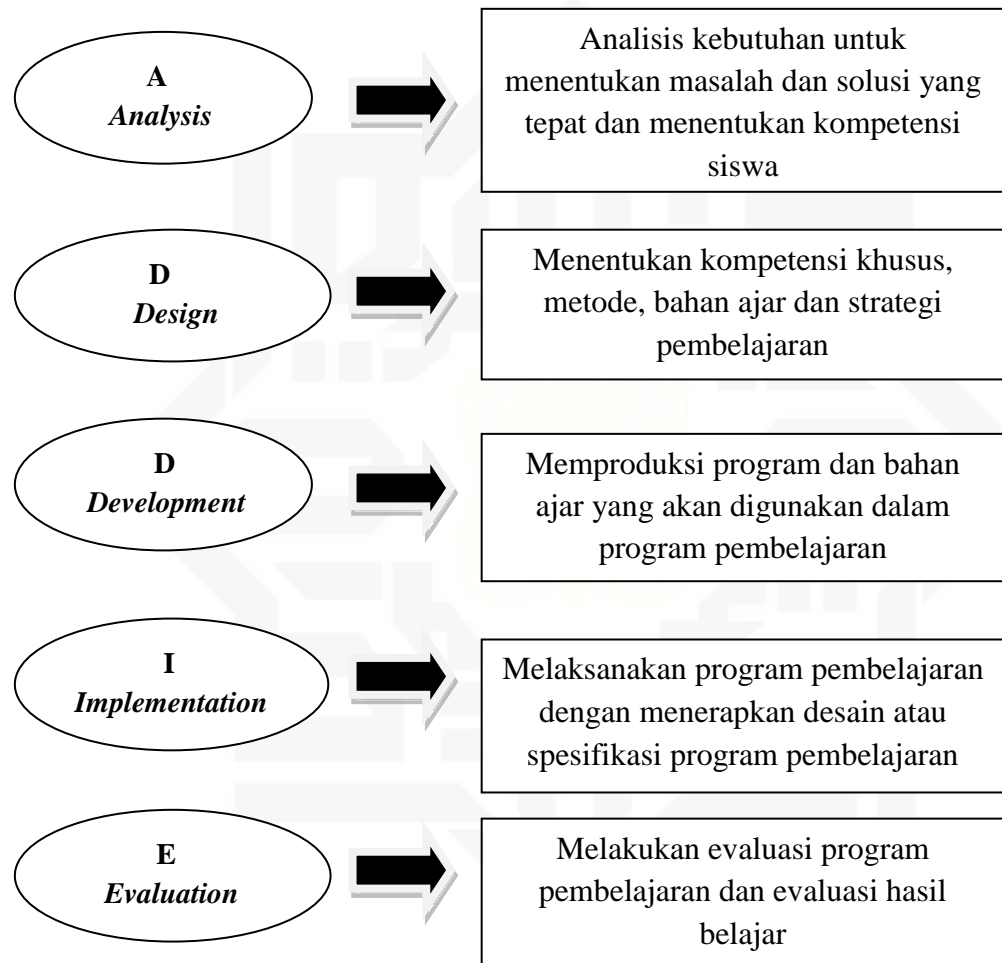 A
Analysis
Analisis kebutuhan untuk
menentukan masalah dan solusi yang
tepat dan menentukan kompetensi
siswa
D
Design
Menentukan kompetensi khusus,
metode, bahan ajar dan strategi
pembelajaran
D
Development
Memproduksi program dan bahan
ajar yang akan digunakan dalam
program pembelajaran
I
Implementation
Melaksanakan program pembelajaran
dengan menerapkan desain atau
spesifikasi program pembelajaran
E
Evaluation
Melakukan evaluasi program
pembelajaran dan evaluasi hasil
belajar